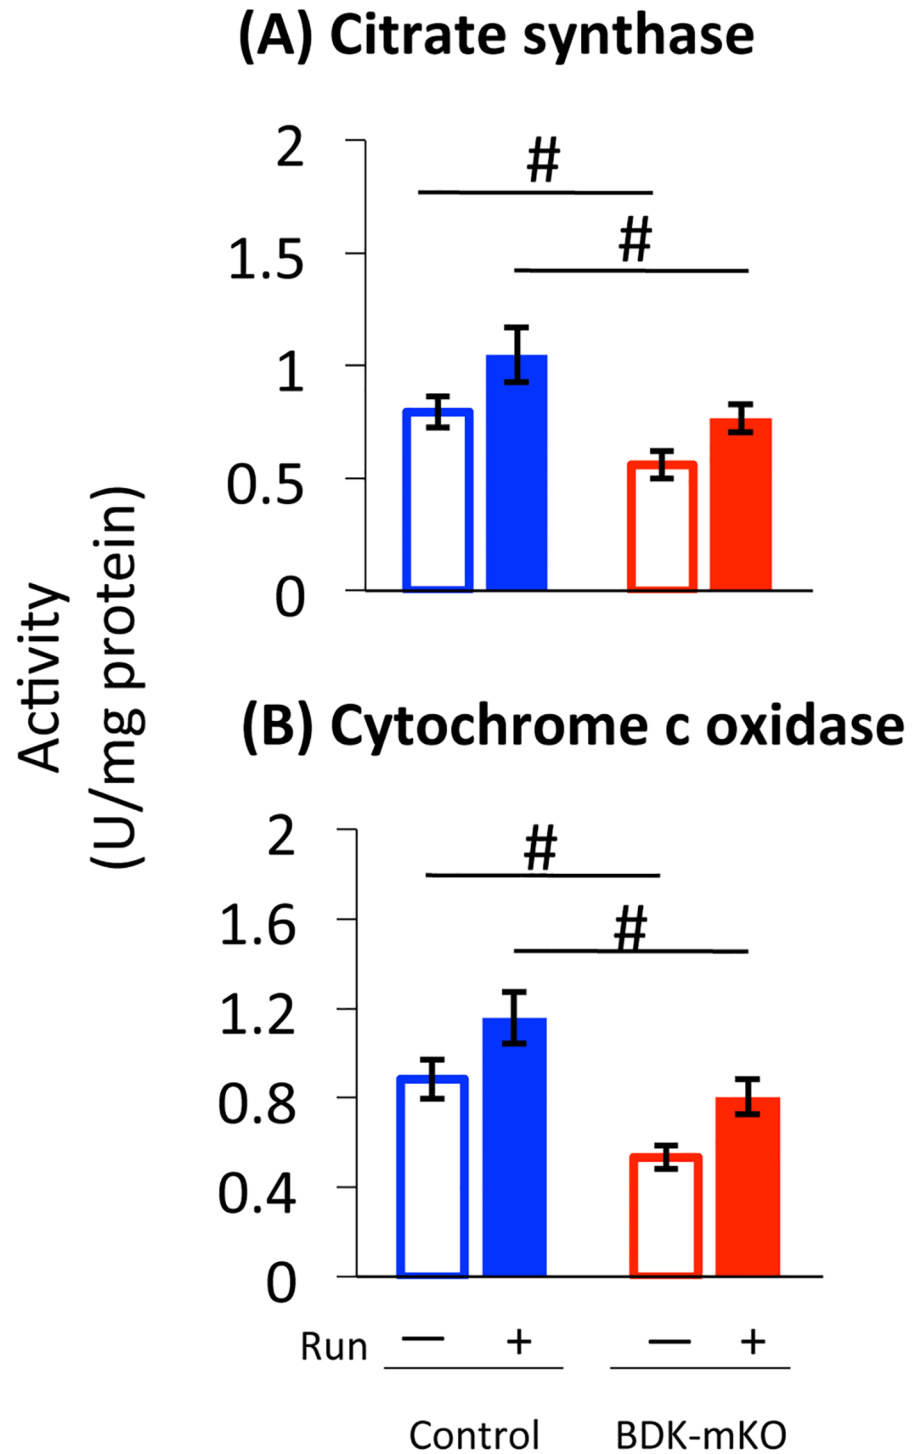 (A) Citrate synthase
2
#
1.5
#
1
0.5
0
Activity
(U/mg protein)
(B) Cytochrome c oxidase
2
#
1.6
#
1.2
0.8
0.4
0
Run — + — +
Control BDK-mKO